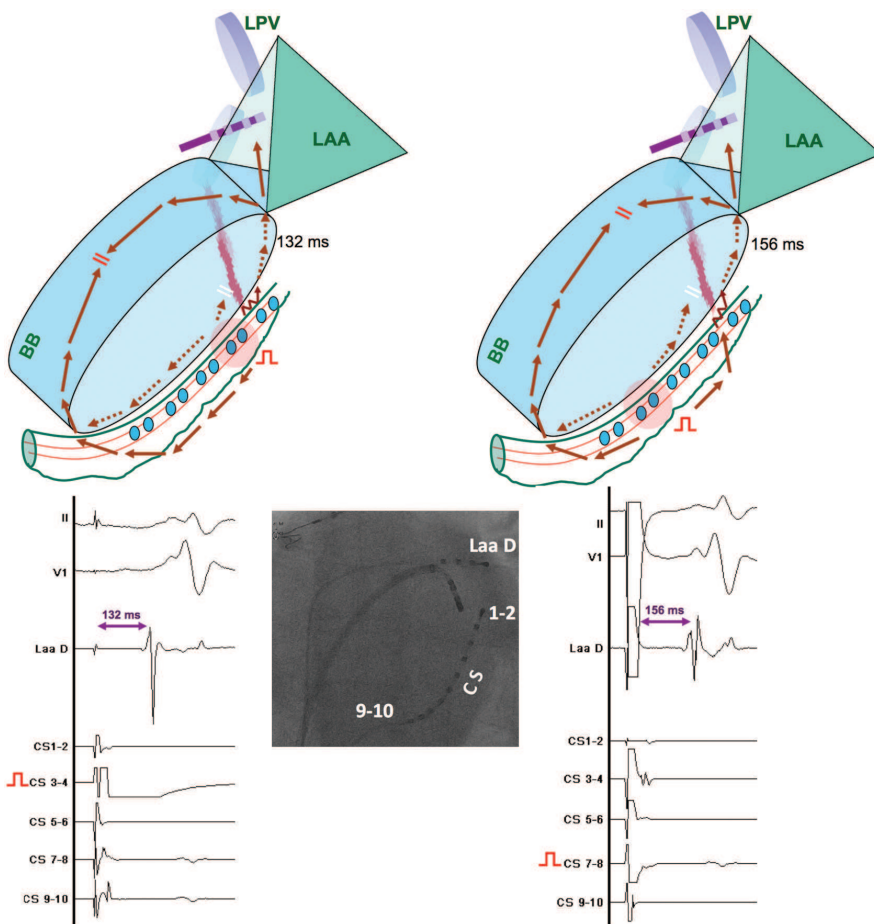 LPV
LAA
132 ms
BB
LPV
LAA
156 ms
BB
II
V1
132 ms
Laa D
CS1-2
CS 3-4
CS 5-6
CS 7-8
CS 9-10
Laa D
1-2
CS
9-10
II
V1
156 ms
Laa D
CS1-2
CS 3-4
CS 5-6
CS 7-8
CS 9-10